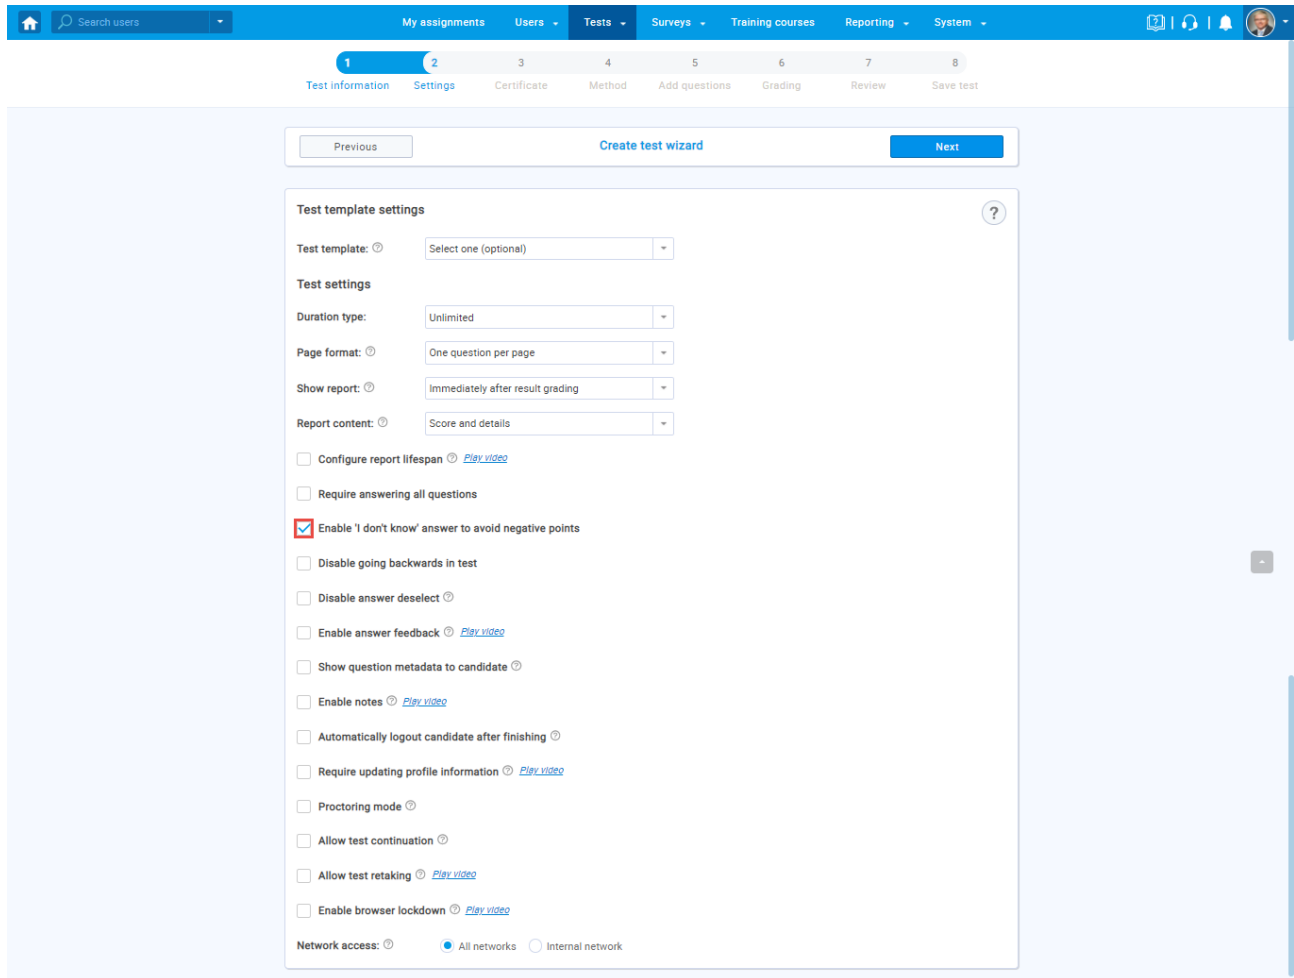 Search users
My assignments Users Tests Surveys Training courses Reporting System
1 2 3 4 5 6 7 8
Test information Settings Certificate Method Add questions Grading Review Save test
Previous Create test wizard Next
Test template settings ?
Test template: ? Select one (optional)
Test settings
Duration type: Unlimited
Page format: ? One question per page
Show report: ? Immediately after result grading
Report content: ? Score and details
Configure report lifespan ? Play video
Require answering all questions
Enable 'I don't know' answer to avoid negative points
Disable going backwards in test
Disable answer deselect ?
Enable answer feedback ? Play video
Show question metadata to candidate ?
Enable notes ? Play video
Automatically logout candidate after finishing ?
Require updating profile information ? Play video
Proctoring mode ?
Allow test continuation ?
Allow test retaking ? Play video
Enable browser lockdown ? Play video
Network access: ? All networks Internal network